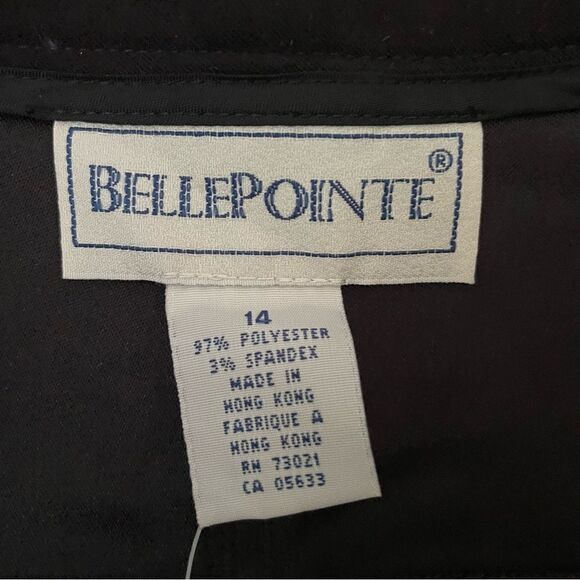 BELLEPOINTE®
14
97% POLYESTER
3% SPANDEX
MADE IN
HONG KONG
FABRIQUE A
HONG KONG
RN 73021
CA 05633